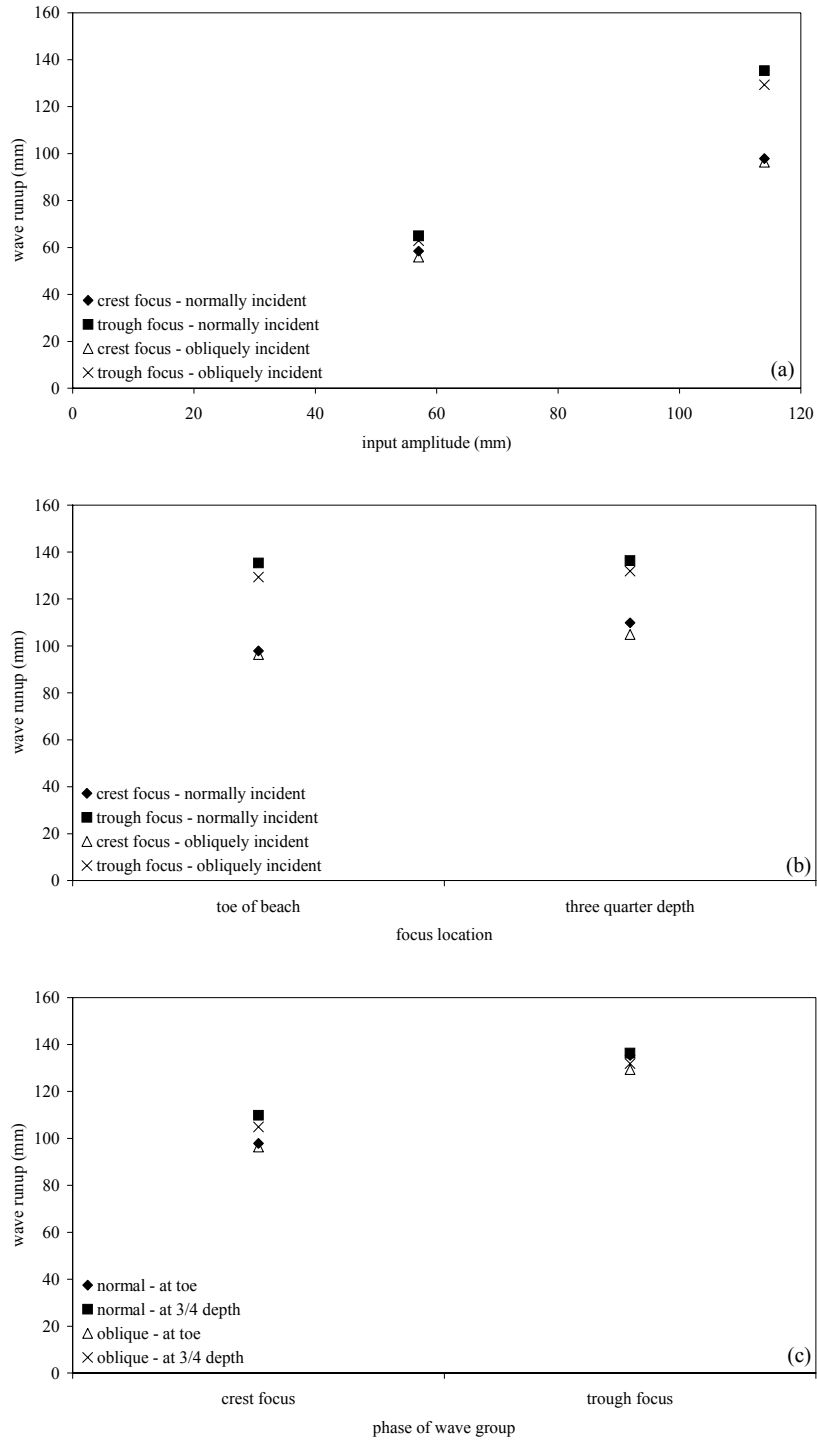 160
140
120
100
80
60
40
20
0
wave runup (mm)
crest focus - normally incident
trough focus - normally incident
crest focus - obliquely incident
trough focus - obliquely incident
(a)
0 20 40 60 80 100 120
input amplitude (mm)
160
140
120
100
80
60
40
20
0
wave runup (mm)
crest focus - normally incident
trough focus - normally incident
crest focus - obliquely incident
trough focus - obliquely incident
(b)
toe of beach three quarter depth
focus location
160
140
120
100
80
60
40
20
0
wave runup (mm)
normal - at toe
normal - at 3/4 depth
oblique - at toe
oblique - at 3/4 depth
(c)
crest focus trough focus
phase of wave group